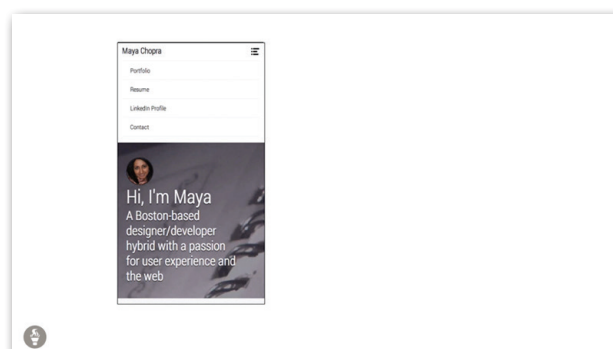 Maya Chopra
Portfolio
Resume
LinkedIn Profile
Contact
Hi, I'm Maya
A Boston-based
designer/developer
hybrid with a passion
for user experience and
the web